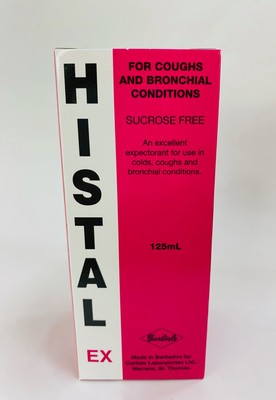 HISTAL
EX
FOR COUGHS
AND BRONCHIAL
CONDITIONS
SUCROSE FREE
An excellent
expectorant for use in
colds, coughs and
bronchial conditions.
125mL
Made in Barbados for
Carlisle Laboratories Ltd.,
Warrens, St. Thomas.